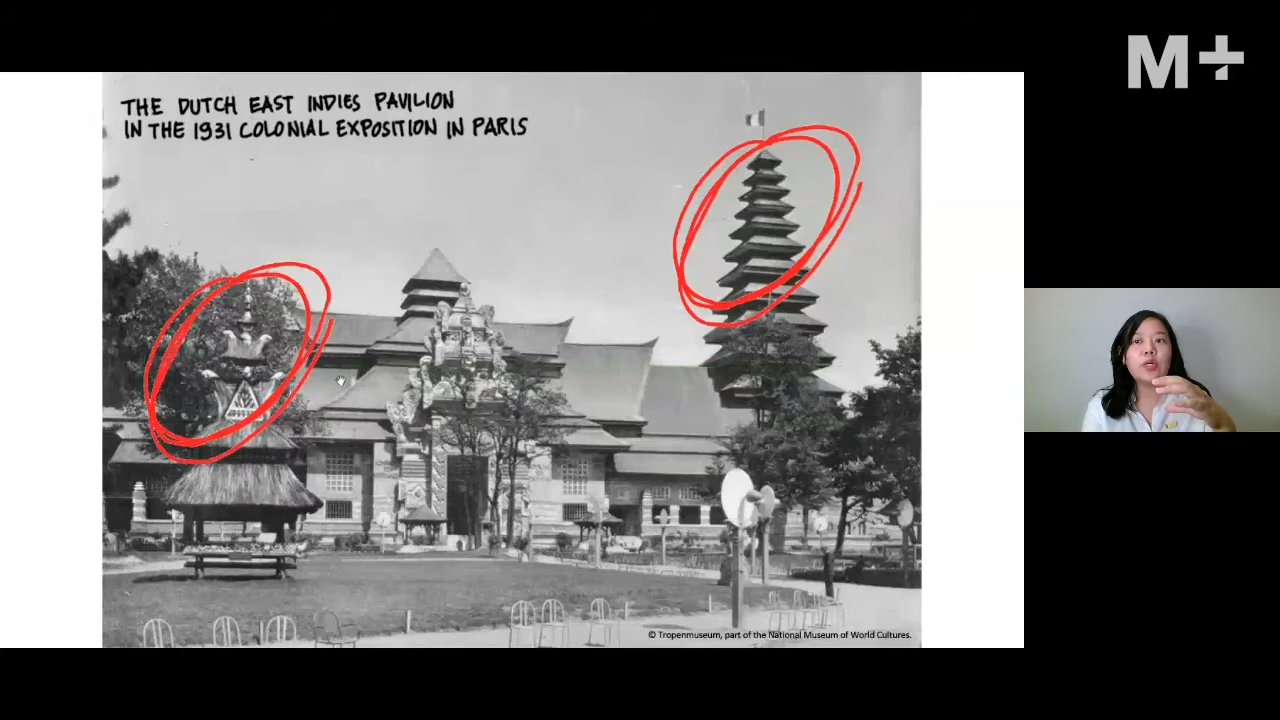 M+
THE DUTCH EAST INDIES PAVILION
IN THE 1931 COLONIAL EXPOSITION IN PARIS
© Tropenmuseum, part of the National Museum of World Cultures.